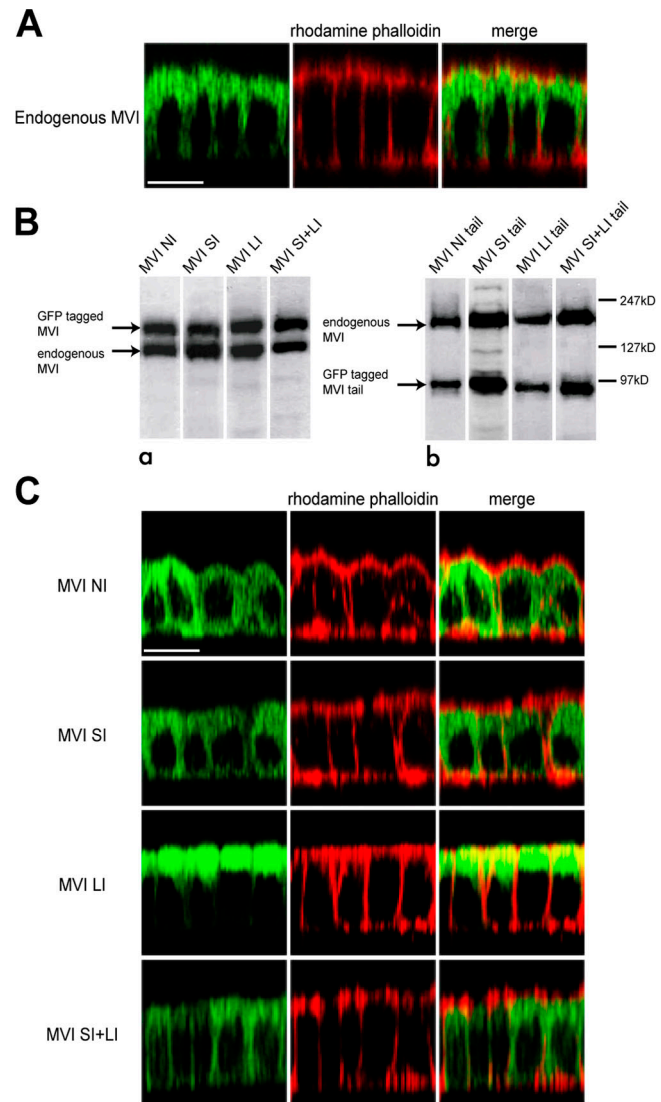 A
rhodamine phalloidin merge
Endogenous MVI
B
MVI NI MVI SI MVI LI MVI SI+LI
GFP tagged
MVI
endogenous
MVI
a
MVI NI tail MVI SI tail MVI LI tail MVI SI+LI tail
endogenous
MVI
GFP tagged
MVI tail
247kD
127kD
97kD
b
C
rhodamine phalloidin merge
MVI NI
MVI SI
MVI LI
MVI SI+LI